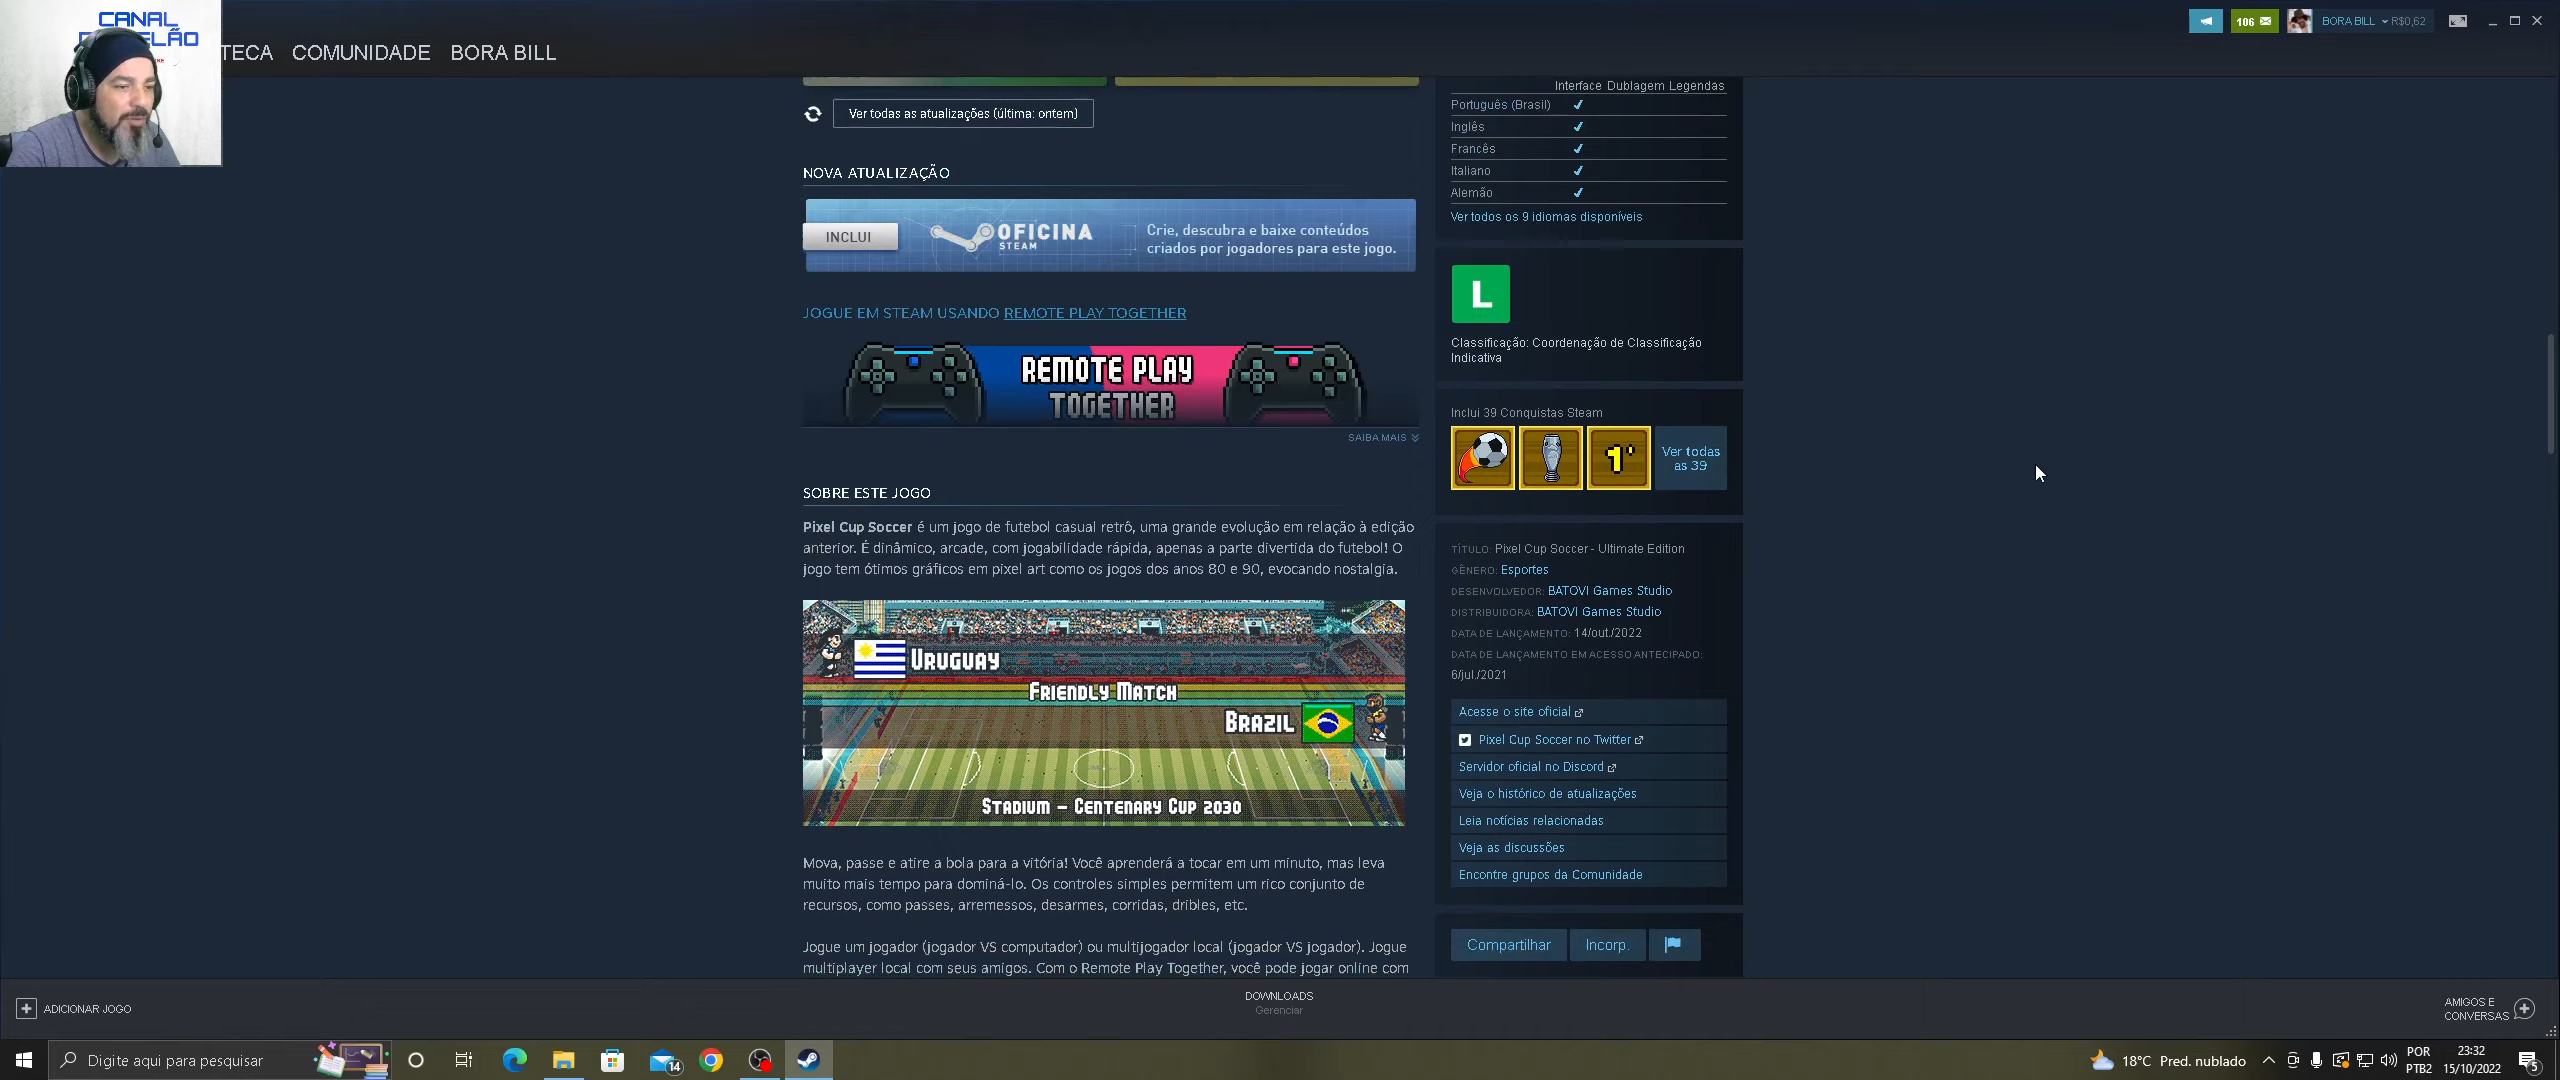 CANAL
TECA COMUNIDADE BORA BILL
106
BORA BILL R$0,62
Ver todas as atualizações (última: ontem)
NOVA ATUALIZAÇÃO
INCLUI
OFICINA
STEAM
Crie, descubra e baixe conteúdos
criados por jogadores para este jogo.
JOGUE EM STEAM USANDO REMOTE PLAY TOGETHER
REMOTE PLAY
TOGETHER
SAIBA MAIS
SOBRE ESTE JOGO
Pixel Cup Soccer é um jogo de futebol casual retrô, uma grande evolução em relação à edição
anterior. É dinâmico, arcade, com jogabilidade rápida, apenas a parte divertida do futebol! O
jogo tem ótimos gráficos em pixel art como os jogos dos anos 80 e 90, evocando nostalgia.
URUGUAY
FRIENDLY MATCH
BRAZIL
STADIUM - CENTENARY CUP 2030
Mova, passe e atire a bola para a vitória! Você aprenderá a tocar em um minuto, mas leva
muito mais tempo para dominá-lo. Os controles simples permitem um rico conjunto de
recursos, como passes, arremessos, desarmes, corridas, dribles, etc.
Jogue um jogador (jogador VS computador) ou multijogador local (jogador VS jogador). Jogue
multiplayer local com seus amigos. Com o Remote Play Together, você pode jogar online com
Interface Dublagem Legendas
Português (Brasil) ✓
Inglês ✓
Francês ✓
Italiano ✓
Alemão ✓
Ver todos os 9 idiomas disponíveis
L
Classificação: Coordenação de Classificação
Indicativa
Inclui 39 Conquistas Steam
1°
Ver todas
as 39
TÍTULO: Pixel Cup Soccer - Ultimate Edition
GÊNERO: Esportes
DESENVOLVEDOR: BATOVI Games Studio
DISTRIBUIDORA: BATOVI Games Studio
DATA DE LANÇAMENTO: 14/out./2022
DATA DE LANÇAMENTO EM ACESSO ANTECIPADO:
6/jul./2021
Acesse o site oficial
Pixel Cup Soccer no Twitter
Servidor oficial no Discord
Veja o histórico de atualizações
Leia notícias relacionadas
Veja as discussões
Encontre grupos da Comunidade
Compartilhar Incorp.
ADICIONAR JOGO
DOWNLOADS
Gerenciar
AMIGOS E
CONVERSAS
Digite aqui para pesquisar
14
18°C Pred. nublado
POR
PTB2
23:32
15/10/2022
5